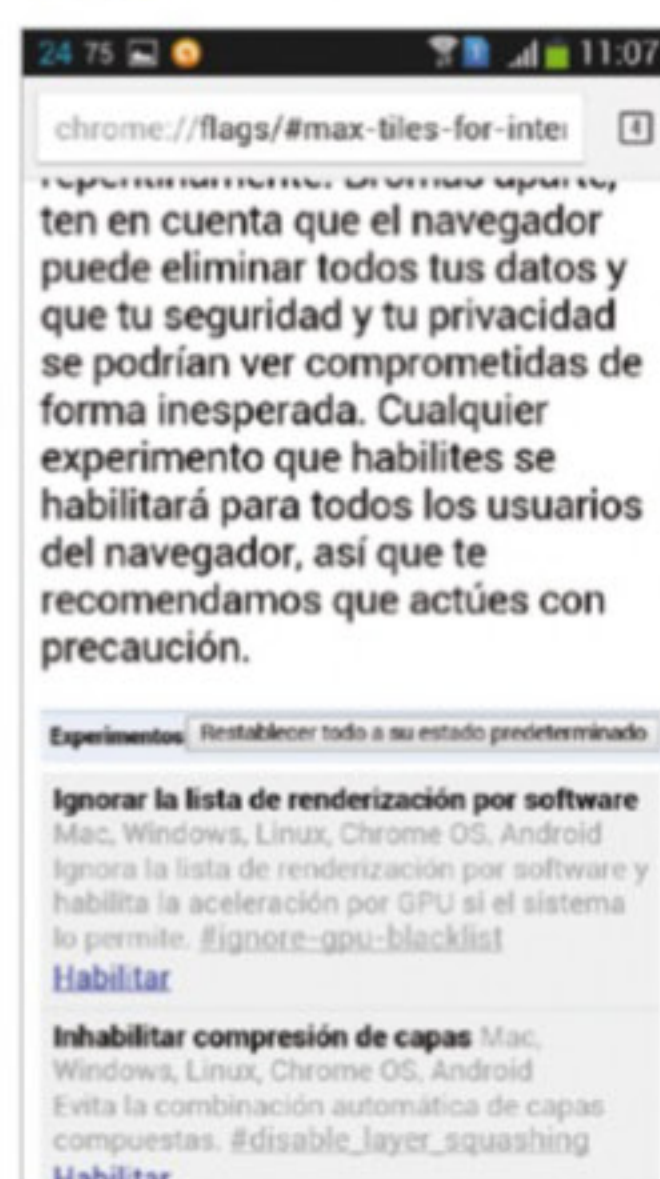 24 75 11:07
chrome://flags/#max-tiles-for-inter
4
repentinamente. Bromas aparte,
ten en cuenta que el navegador
puede eliminar todos tus datos y
que tu seguridad y tu privacidad
se podrían ver comprometidas de
forma inesperada. Cualquier
experimento que habilites se
habilitará para todos los usuarios
del navegador, así que te
recomendamos que actúes con
precaución.
Experimentos Restablecer todo a su estado predeterminado
Ignorar la lista de renderización por software
Mac, Windows, Linux, Chrome OS, Android
Ignora la lista de renderización por software y
habilita la aceleración por GPU si el sistema
lo permite. #ignore-gpu-blacklist
Habilitar
Inhabilitar compresión de capas Mac,
Windows, Linux, Chrome OS, Android
Evita la combinación automática de capas
compuestas. #disable_layer_squashing
Habilitar